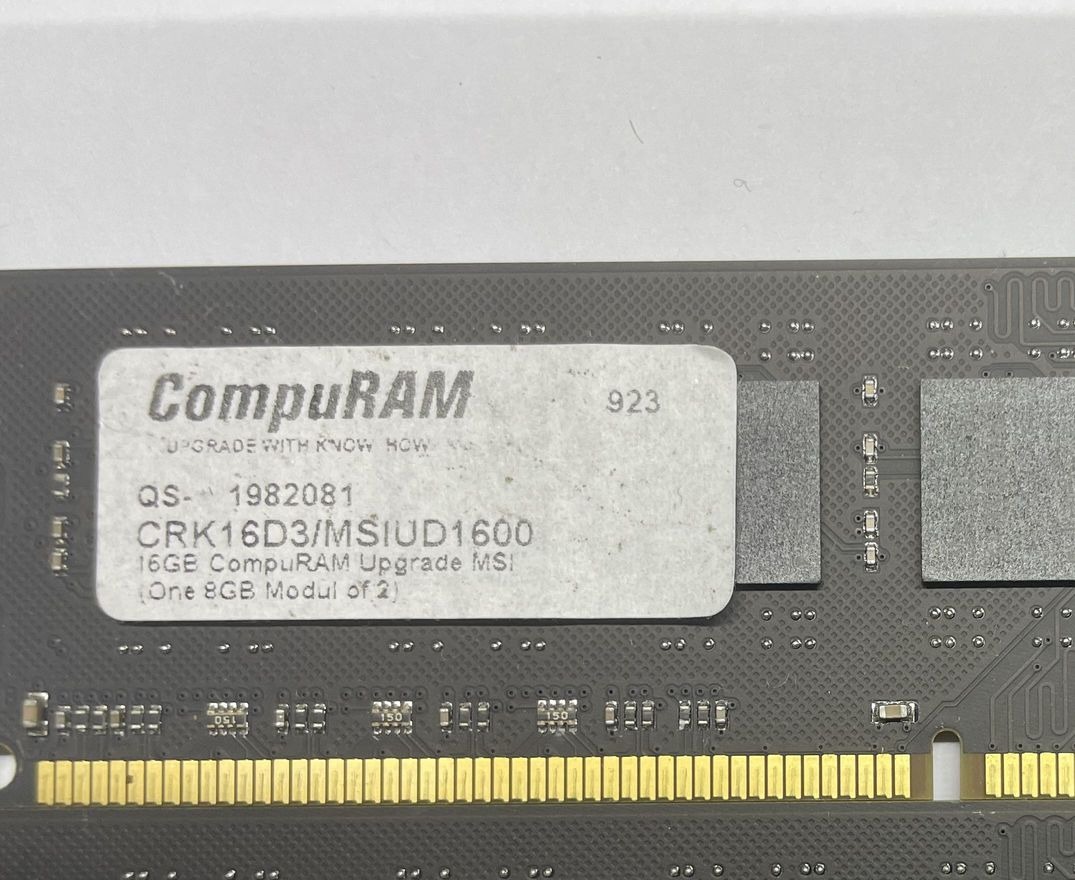 CompuRAM
923
UPGRADE WITH KNOW HOW
QS- 1982081
CRK16D3/MSIUD1600
16GB CompuRAM Upgrade MSI
(One 8GB Modul of 2)
150
150
150